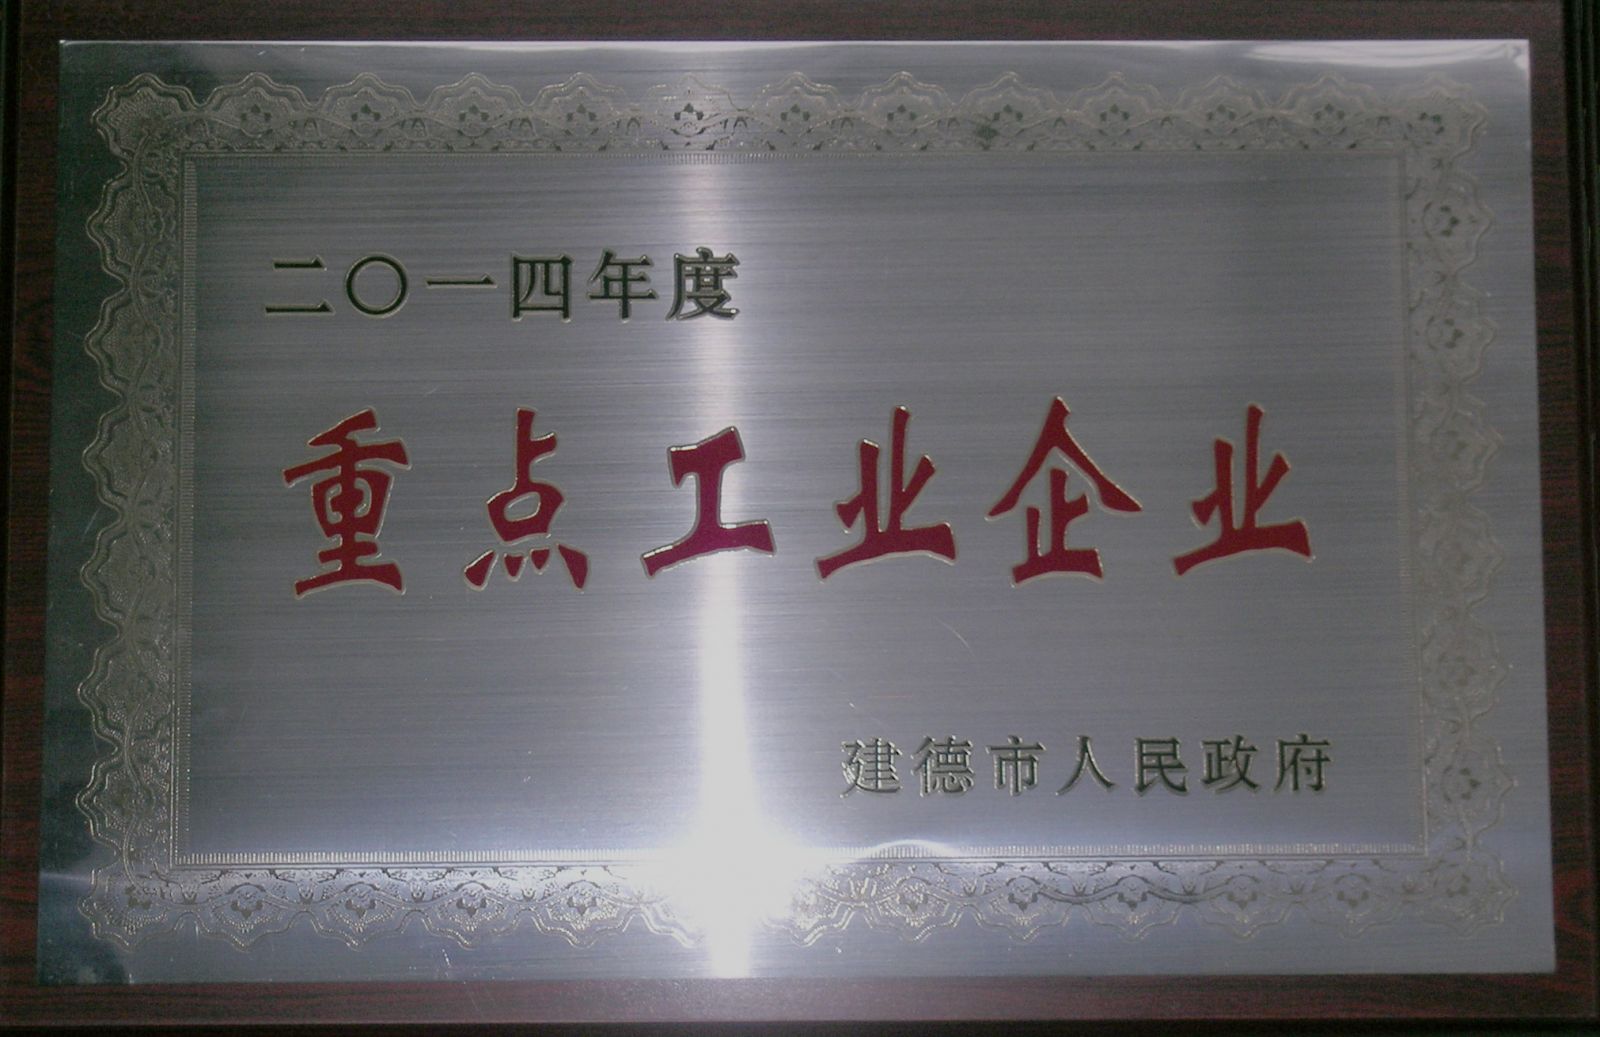 二〇一四年度
重点工业企业
建德市人民政府